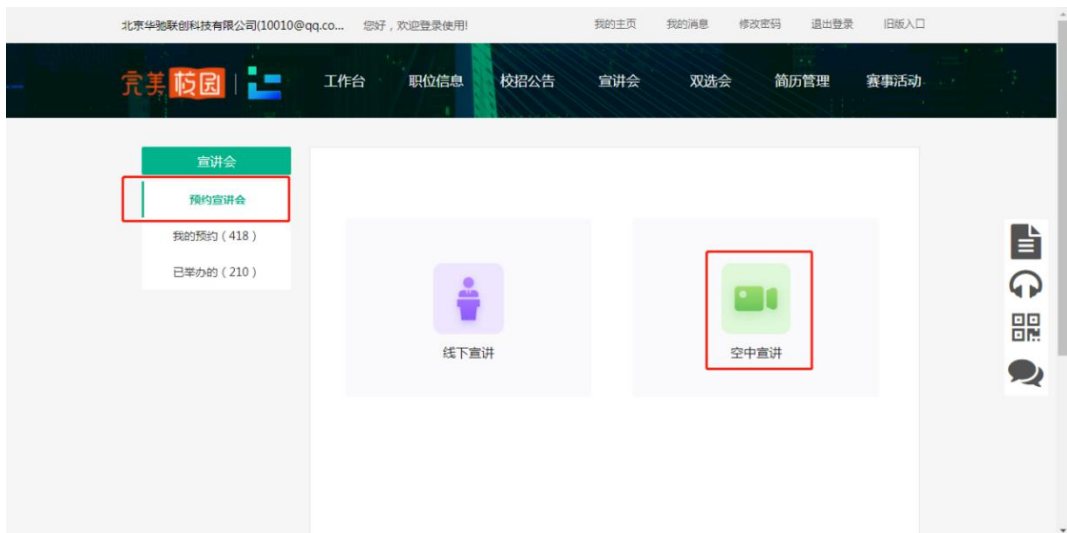 北京华驰联创科技有限公司(10010@qq.co... 您好，欢迎登录使用! 我的主页 我的消息 修改密码 退出登录 旧版入口
完美校园 工作台 职位信息 校招公告 宣讲会 双选会 简历管理 赛事活动
宣讲会
预约宣讲会
我的预约（418）
已举办的（210）
线下宣讲 空中宣讲